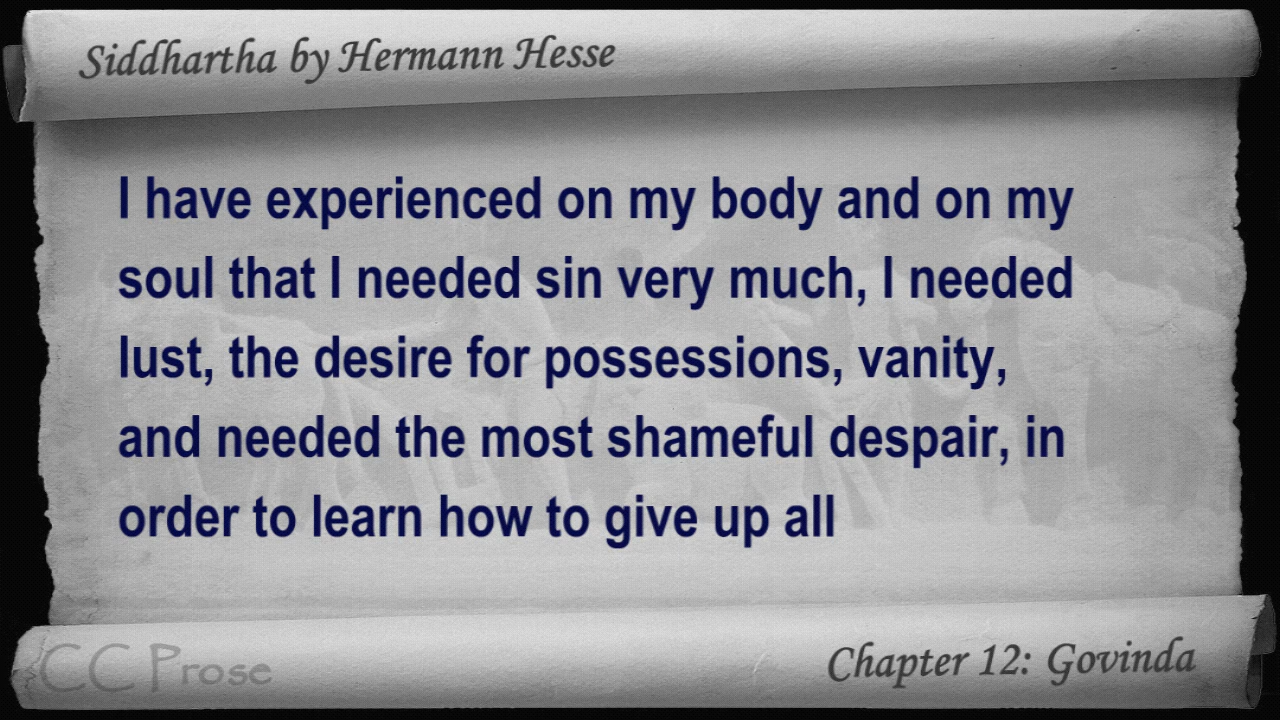 Siddhartha by Hermann Hesse
I have experienced on my body and on my
soul that I needed sin very much, I needed
lust, the desire for possessions, vanity,
and needed the most shameful despair, in
order to learn how to give up all
CC Prose
Chapter 12: Govinda